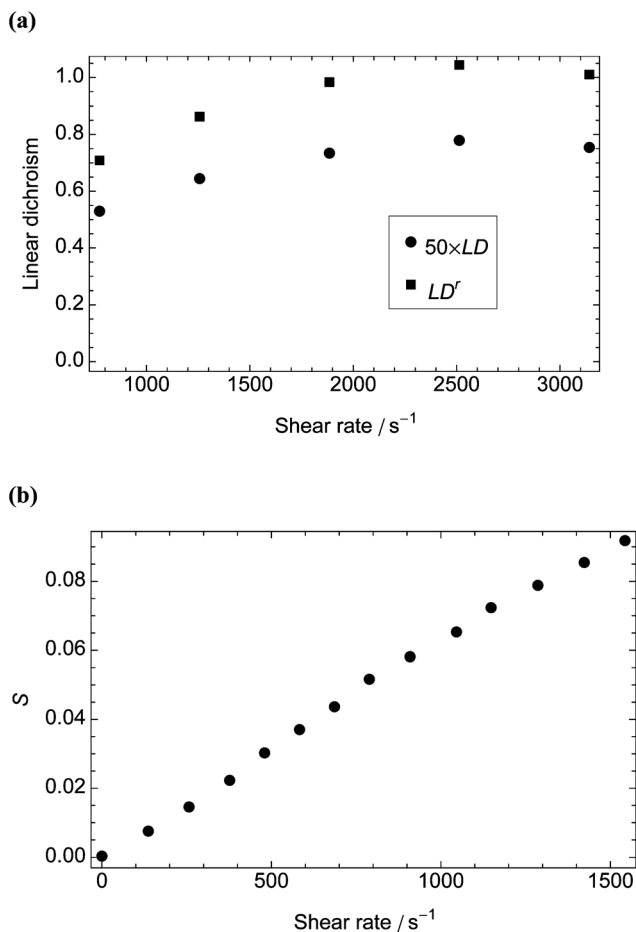 (a)
1.0
0.8
0.6
0.4
0.2
0.0
Linear dichroism
50×LD
LDʳ
1000 1500 2000 2500 3000
Shear rate / s⁻¹
(b)
0.08
0.06
0.04
0.02
0.00
S
0 500 1000 1500
Shear rate / s⁻¹